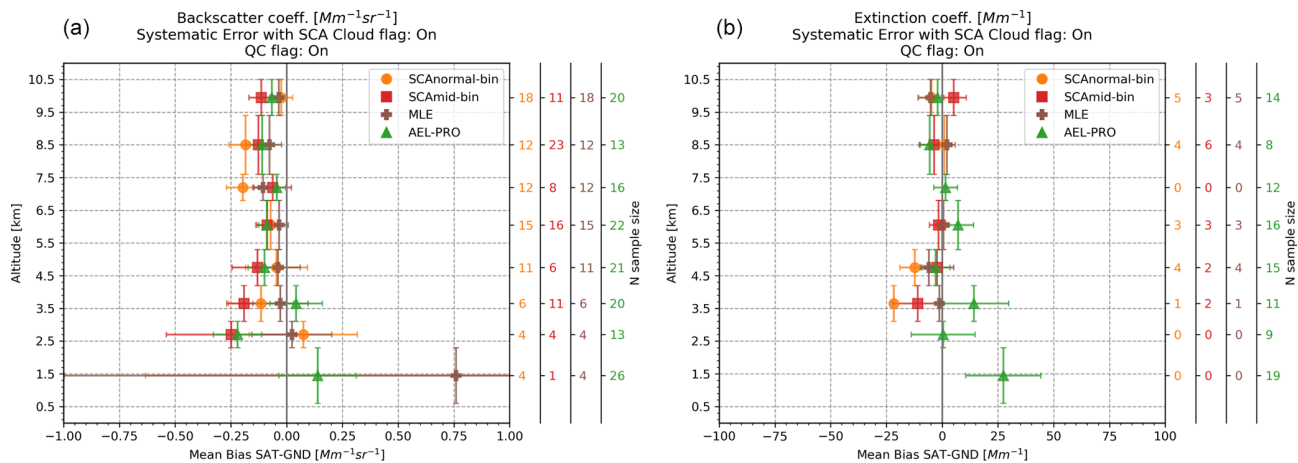 (a)
Backscatter coeff. [Mm⁻¹sr⁻¹]
Systematic Error with SCA Cloud flag: On
QC flag: On
SCAnormal-bin
SCAmid-bin
MLE
AEL-PRO
Altitude [km]
10.5
9.5
8.5
7.5
6.5
5.5
4.5
3.5
2.5
1.5
0.5
-1.00 -0.75 -0.50 -0.25 0.00 0.25 0.50 0.75 1.00
Mean Bias SAT-GND [Mm⁻¹sr⁻¹]
18 11 18 20
12 23 12 13
12 8 12 16
15 16 15 22
11 6 11 21
6 11 6 20
4 4 4 13
4 1 4 26
N sample size
(b)
Extinction coeff. [Mm⁻¹]
Systematic Error with SCA Cloud flag: On
QC flag: On
SCAnormal-bin
SCAmid-bin
MLE
AEL-PRO
Altitude [km]
10.5
9.5
8.5
7.5
6.5
5.5
4.5
3.5
2.5
1.5
0.5
−100 −75 −50 −25 0 25 50 75 100
Mean Bias SAT-GND [Mm⁻¹]
5 3 5 14
4 6 4 8
0 0 0 12
3 3 3 16
4 2 4 15
1 2 1 11
0 0 0 9
0 0 0 19
N sample size